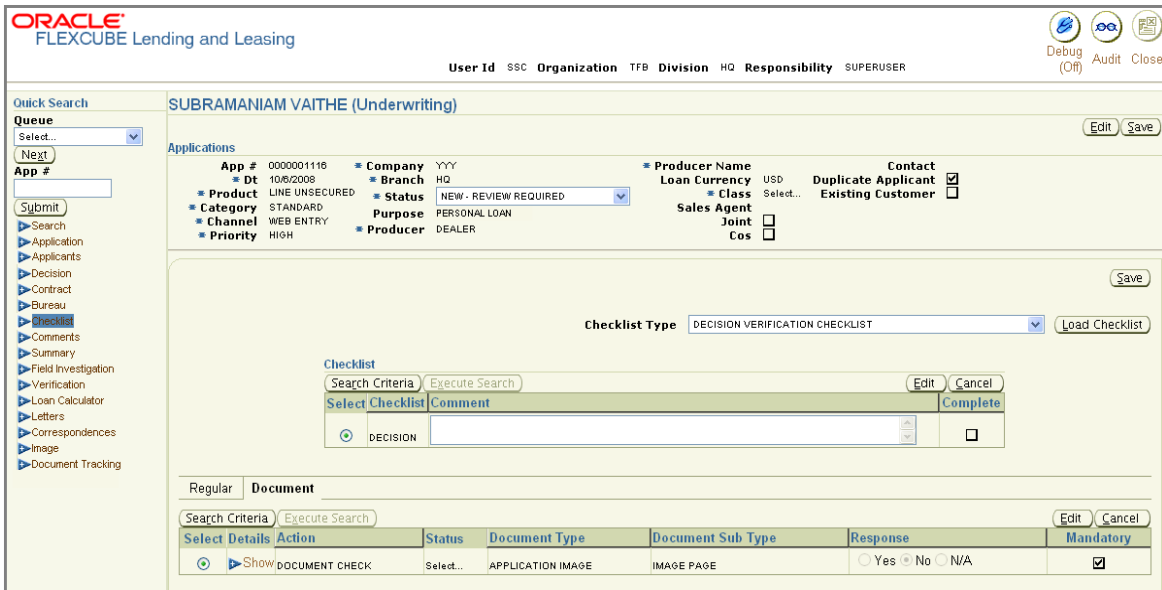 ORACLE
FLEXCUBE Lending and Leasing
Debug (Off) Audit Close
User Id SSC Organization TFB Division HQ Responsibility SUPERUSER
Quick Search
Queue
Select...
Next
App #
Submit
Search
Application
Applicants
Decision
Contract
Bureau
Checklist
Comments
Summary
Field Investigation
Verification
Loan Calculator
Letters
Correspondences
Image
Document Tracking
SUBRAMANIAM VAITHE (Underwriting)
Edit Save
Applications
App # 0000001116 * Company YYY * Producer Name Contact
* Dt 10/6/2008 * Branch HQ Loan Currency USD Duplicate Applicant
* Product LINE UNSECURED * Status NEW - REVIEW REQUIRED * Class Select... Existing Customer
* Category STANDARD Purpose PERSONAL LOAN Sales Agent
* Channel WEB ENTRY * Producer DEALER Joint
* Priority HIGH Cos
Save
Checklist Type DECISION VERIFICATION CHECKLIST Load Checklist
Checklist
Search Criteria Execute Search Edit Cancel
Select Checklist Comment Complete
DECISION
Regular Document
Search Criteria Execute Search Edit Cancel
Select Details Action Status Document Type Document Sub Type Response Mandatory
Show DOCUMENT CHECK Select... APPLICATION IMAGE IMAGE PAGE Yes No N/A